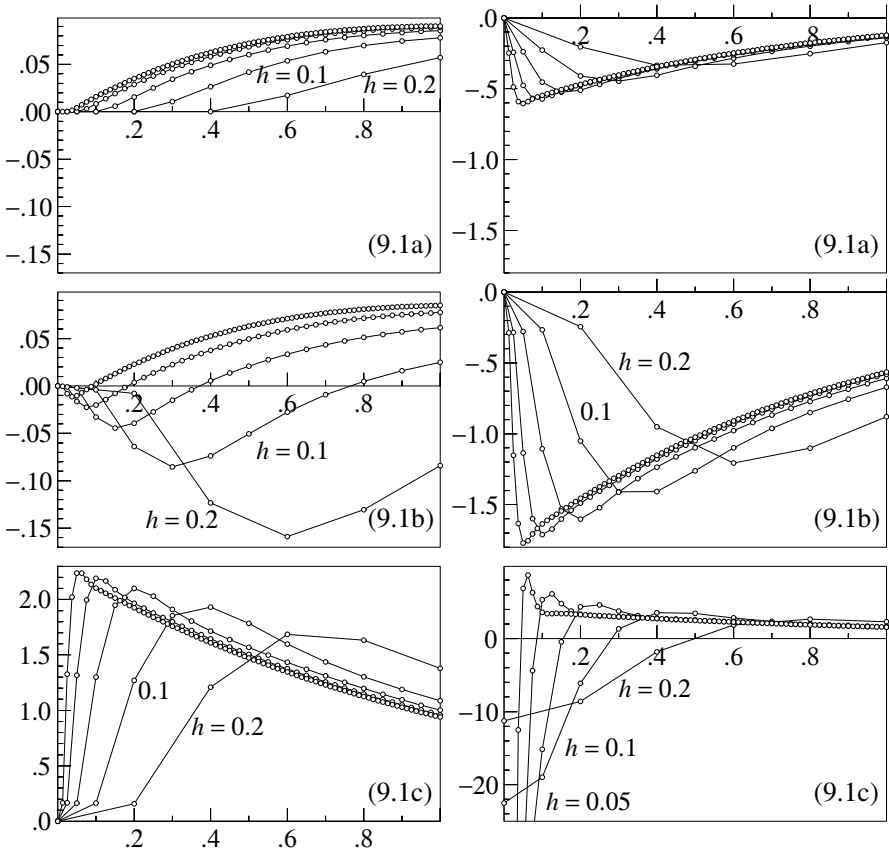 .05
.00
−.05
−.10
−.15
.2 .4 .6 .8
h = 0.1
h = 0.2
(9.1a)
.0
−.5
−1.0
−1.5
.2 .4 .6 .8
(9.1a)
.05
.00
−.05
−.10
−.15
.2 .4 .6 .8
h = 0.1
h = 0.2
(9.1b)
.0
−.5
−1.0
−1.5
.2 .4 .6 .8
h = 0.2
0.1
(9.1b)
2.0
1.5
1.0
.5
.0
.2 .4 .6 .8
0.1
h = 0.2
(9.1c)
0
−10
−20
.2 .4 .6 .8
h = 0.2
h = 0.1
h = 0.05
(9.1c)